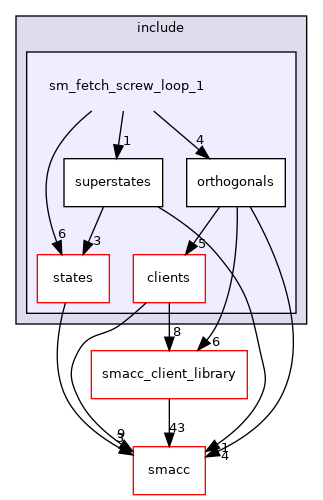 include
sm_fetch_screw_loop_1
1
4
superstates
orthogonals
6
3
5
states
clients
8
6
smacc_client_library
43
9
3
1
4
smacc